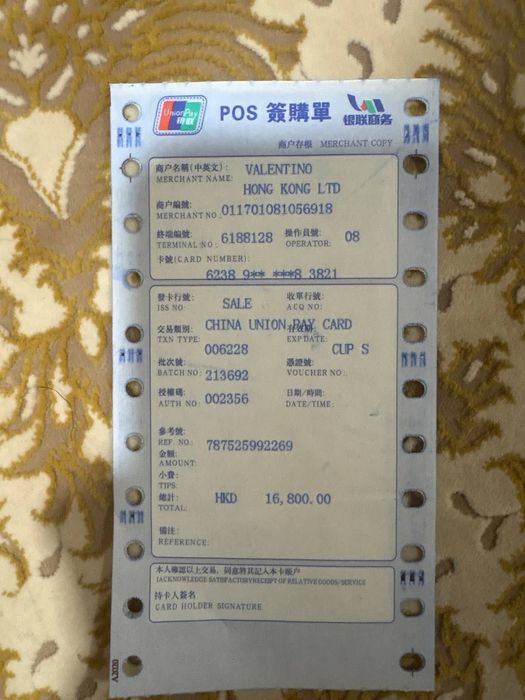 UnionPay
银联
POS 簽購單
银联商务
商户存根 MERCHANT COPY
商户名稱(中英文): VALENTINO
MERCHANT NAME: HONG KONG LTD
商户編號:
MERCHANT NO. 011701081056918
終端編號: 操作員號:
TERMINAL NO. 6188128 OPERATOR: 08
卡號(CARD NUMBER):
6238 9** ***8 3821
發卡行號: 收單行號:
ISS NO: SALE ACQ NO:
交易類別: CHINA UNION PAY CARD 有效期:
TXN TYPE: EXP DATE:
006228 CUP S
批次號: 憑證號:
BATCH NO: 213692 VOUCHER NO:
授權碼: 日期/時間:
AUTH NO: 002356 DATE/TIME:
參考號:
REF. NO.: 787525992269
金額:
AMOUNT:
小費:
TIPS:
總計: HKD 16,800.00
TOTAL:
備注:
REFERENCE:
本人確認以上交易, 同意將其記入本卡賬户
IACKNOWLEDGE SATISFACTORYRECEIPT OF RELATIVE GOODS/SERVICE
持卡人簽名
CARD HOLDER SIGNATURE
A2020